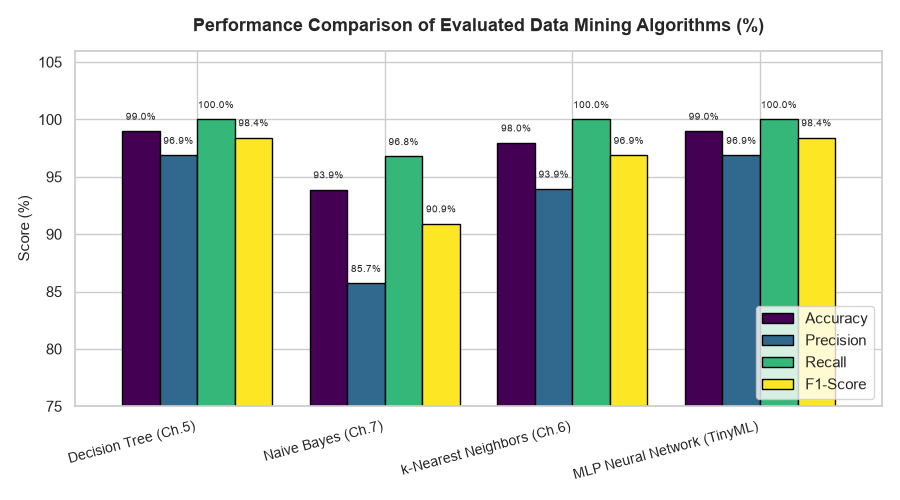 Performance Comparison of Evaluated Data Mining Algorithms (%)
Score (%)
105
100
95
90
85
80
75
99.0%
96.9%
100.0%
98.4%
93.9%
85.7%
96.8%
90.9%
98.0%
93.9%
100.0%
96.9%
99.0%
96.9%
100.0%
98.4%
Accuracy
Precision
Recall
F1-Score
Decision Tree (Ch.5)
Naive Bayes (Ch.7)
k-Nearest Neighbors (Ch.6)
MLP Neural Network (TinyML)